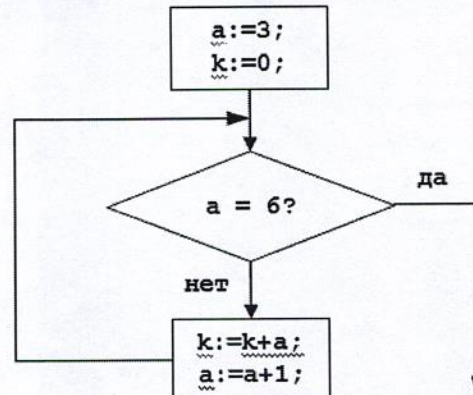 a:=3;
k:=0;
a = 6?
да
нет
k:=k+a;
a:=a+1;